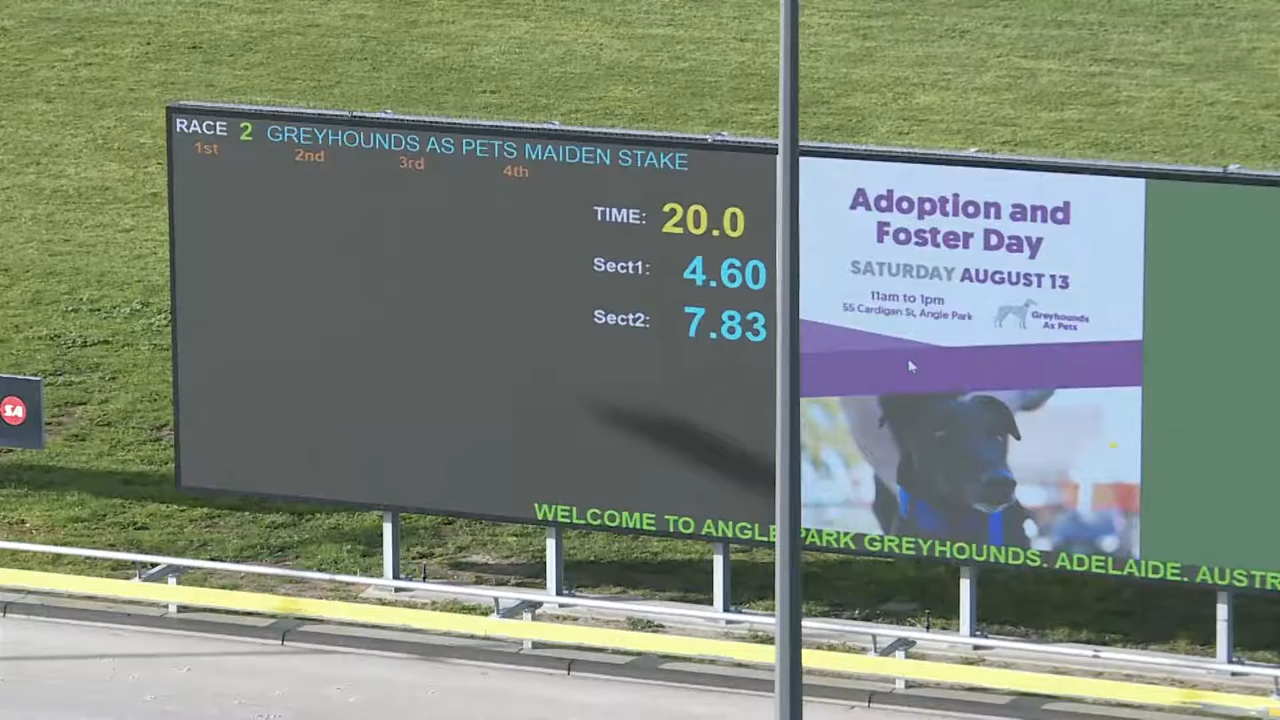 RACE 2 GREYHOUNDS AS PETS MAIDEN STAKE
1st 2nd 3rd 4th
TIME: 20.0
Sect1: 4.60
Sect2: 7.83
Adoption and
Foster Day
SATURDAY AUGUST 13
11am to 1pm
55 Cardigan St, Angle Park
Greyhounds
As Pets
WELCOME TO ANGLE PARK GREYHOUNDS. ADELAIDE. AUSTR
SA